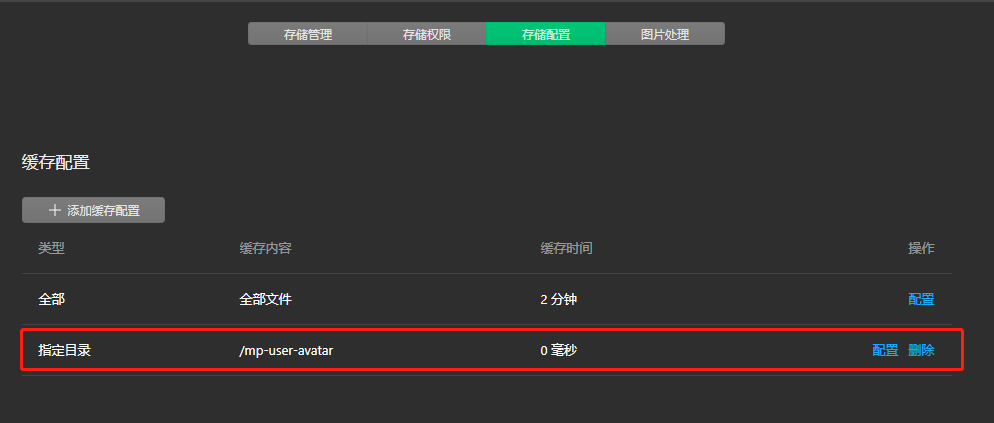 存储管理 存储权限 存储配置 图片处理
缓存配置
添加缓存配置
类型 缓存内容 缓存时间 操作
全部 全部文件 2 分钟 配置
指定目录 /mp-user-avatar 0 毫秒 配置 删除